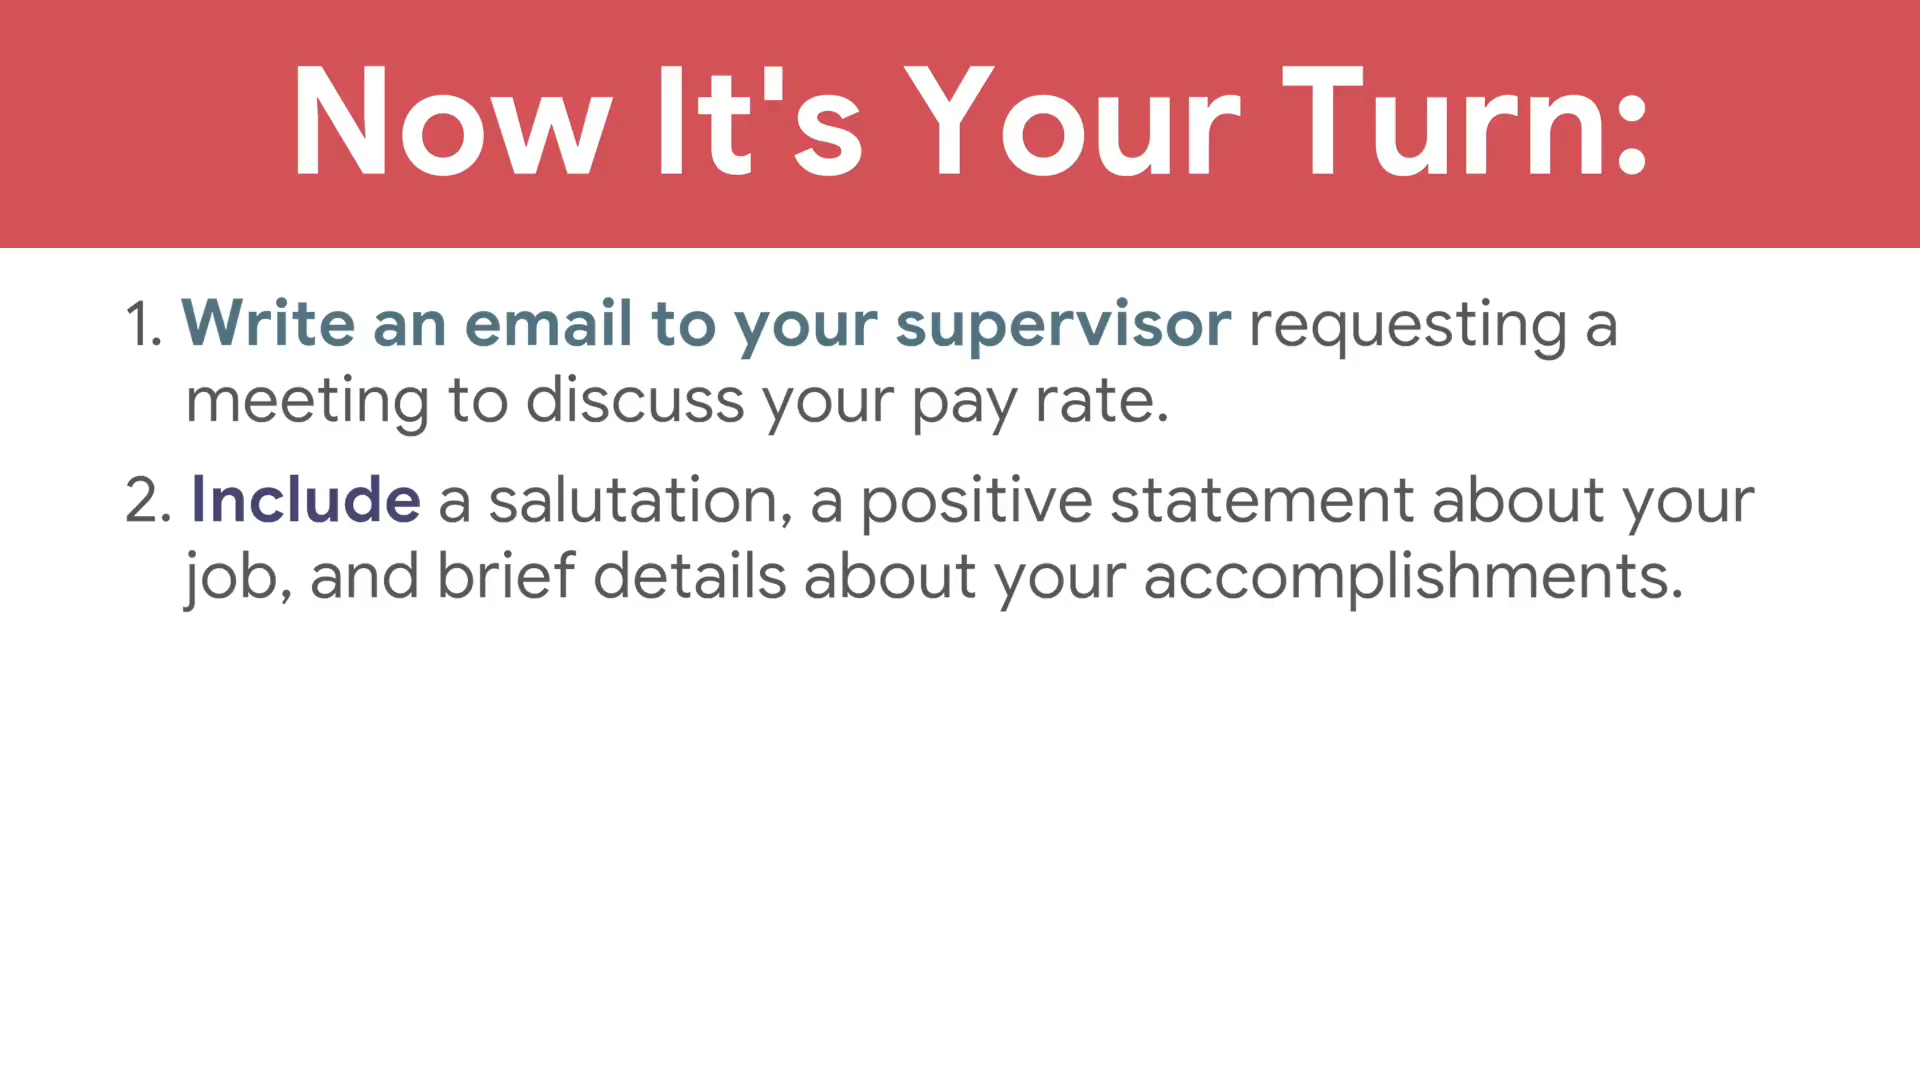 Now It's Your Turn:
1. Write an email to your supervisor requesting a
meeting to discuss your pay rate.
2. Include a salutation, a positive statement about your
job, and brief details about your accomplishments.